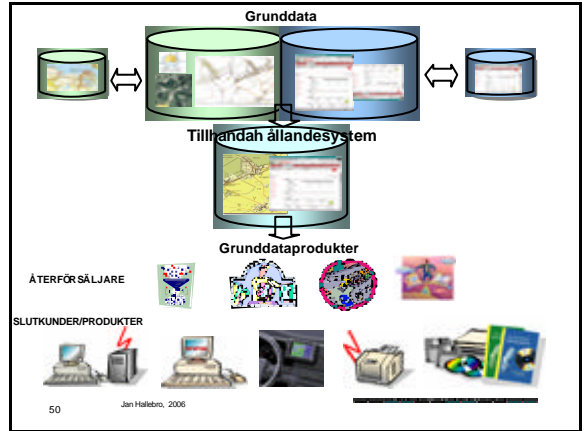 Grunddata
Tillhandah ållandesystem
Grunddataprodukter
ÅTERFÖRSÄLJARE
SLUTKUNDER/PRODUKTER
50
Jan Hallebro, 2006